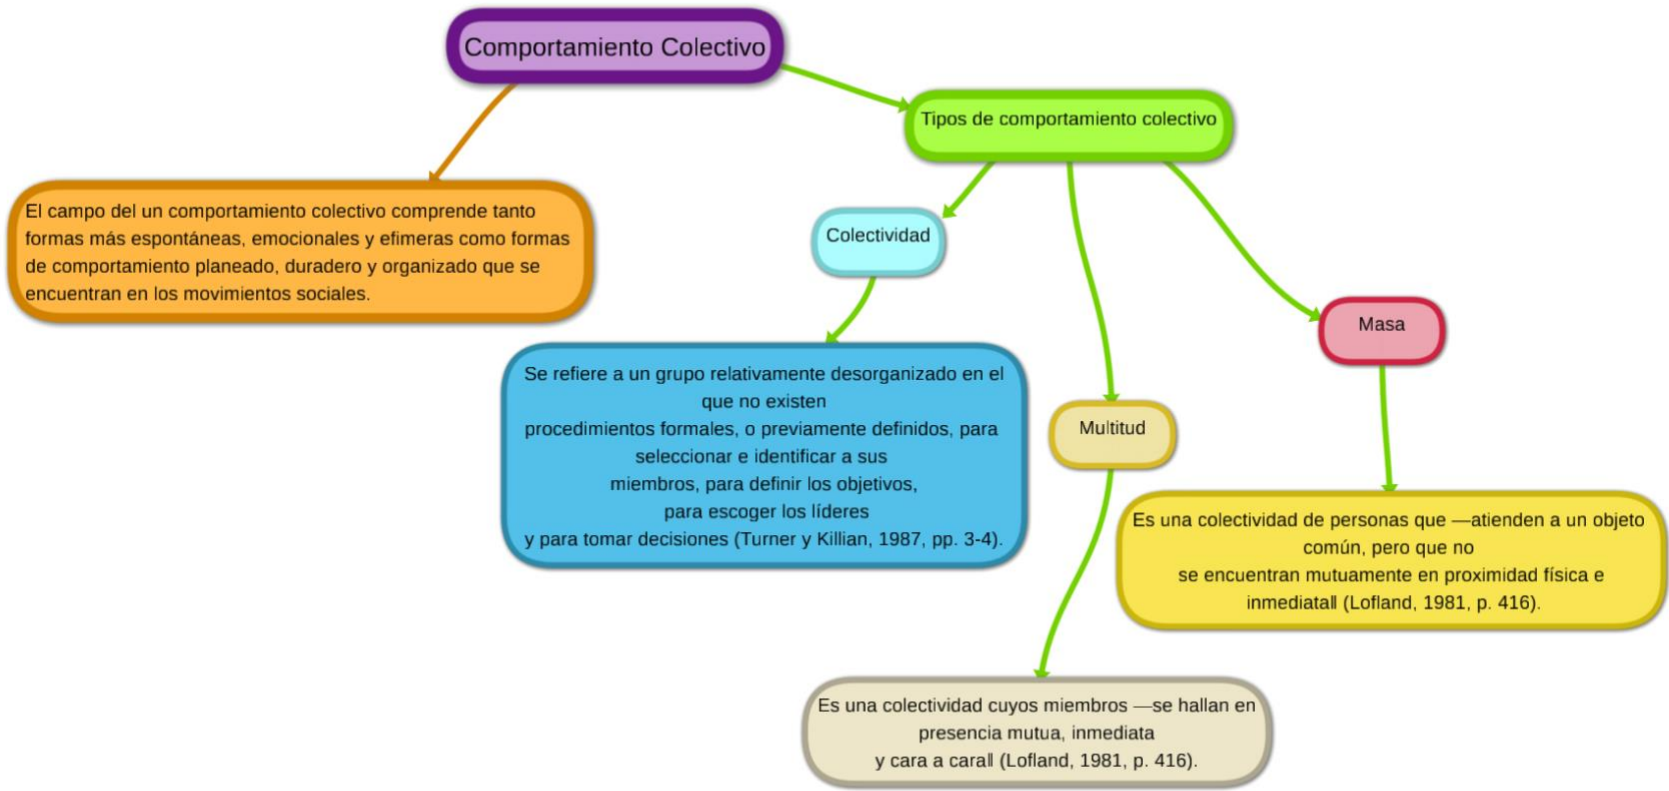 Comportamiento Colectivo
Tipos de comportamiento colectivo
El campo del un comportamiento colectivo comprende tanto
formas más espontáneas, emocionales y efimeras como formas
de comportamiento planeado, duradero y organizado que se
encuentran en los movimientos sociales.
Colectividad
Se refiere a un grupo relativamente desorganizado en el
que no existen
procedimientos formales, o previamente definidos, para
seleccionar e identificar a sus
miembros, para definir los objetivos,
para escoger los líderes
y para tomar decisiones (Turner y Killian, 1987, pp. 3-4).
Multitud
Es una colectividad cuyos miembros ―se hallan en
presencia mutua, inmediata
y cara a cara‖ (Lofland, 1981, p. 416).
Masa
Es una colectividad de personas que ―atienden a un objeto
común, pero que no
se encuentran mutuamente en proximidad física e
inmediata‖ (Lofland, 1981, p. 416).